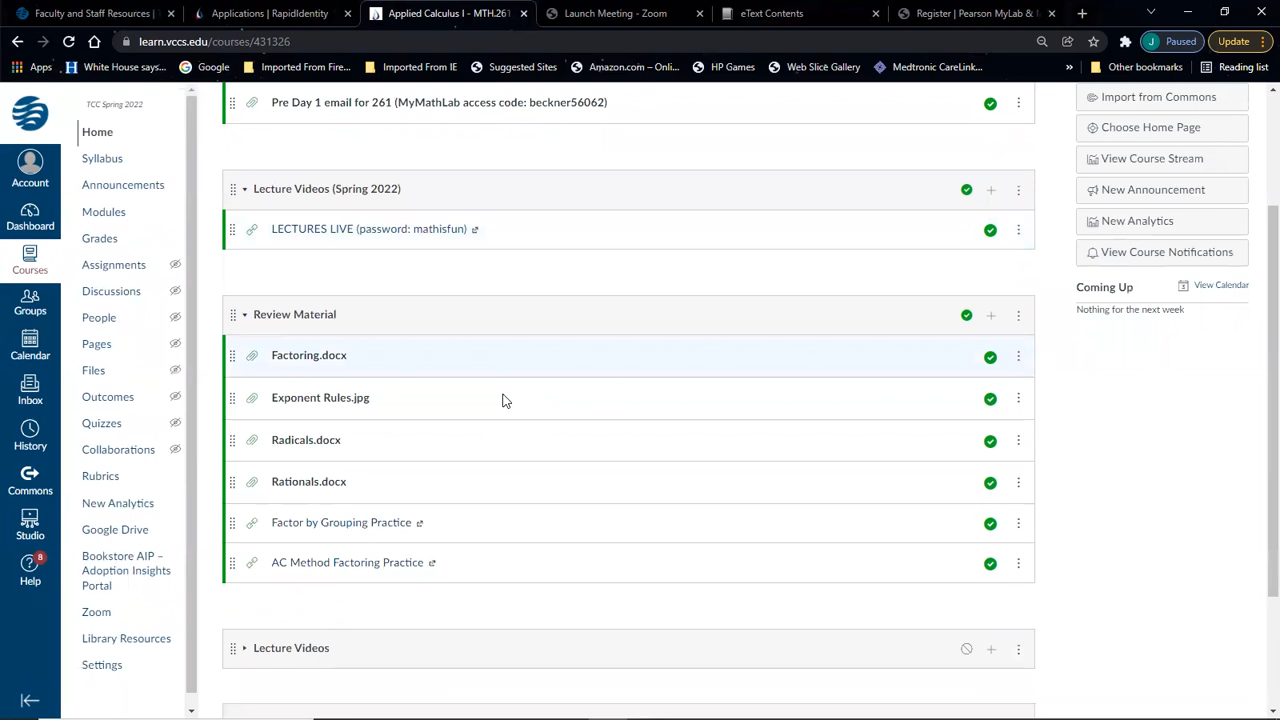 Faculty and Staff Resources |
Applications | RapidIdentity
Applied Calculus I - MTH.261
Launch Meeting - Zoom
eText Contents
Register | Pearson MyLab &
learn.vccs.edu/courses/431326
J
Paused
Update
Apps
White House says...
Google
Imported From Fire...
Imported From IE
Suggested Sites
Amazon.com – Onli...
HP Games
Web Slice Gallery
Medtronic CareLink...
»
Other bookmarks
Reading list
TCC Spring 2022
Account
Dashboard
Courses
Groups
Calendar
Inbox
History
Commons
Studio
8
Help
Home
Syllabus
Announcements
Modules
Grades
Assignments
Discussions
People
Pages
Files
Outcomes
Quizzes
Collaborations
Rubrics
New Analytics
Google Drive
Bookstore AIP –
Adoption Insights
Portal
Zoom
Library Resources
Settings
Pre Day 1 email for 261 (MyMathLab access code: beckner56062)
Lecture Videos (Spring 2022)
LECTURES LIVE (password: mathisfun)
Review Material
Factoring.docx
Exponent Rules.jpg
Radicals.docx
Rationals.docx
Factor by Grouping Practice
AC Method Factoring Practice
Lecture Videos
Import from Commons
Choose Home Page
View Course Stream
New Announcement
New Analytics
View Course Notifications
Coming Up
View Calendar
Nothing for the next week